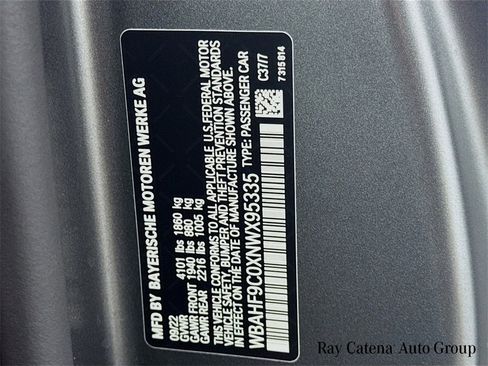 MFD BY BAYERISCHE MOTOREN WERKE AG
09/22
GVWR 4101 lbs 1860 kg
GAWR FRONT 1940 lbs 880 kg
GAWR REAR 2216 lbs 1005 kg
THIS VEHICLE CONFORMS TO ALL APPLICABLE U.S.FEDERAL MOTOR
VEHICLE SAFETY, BUMPER AND THEFT PREVENTION STANDARDS
IN EFFECT ON THE DATE OF MANUFACTURE SHOWN ABOVE.
WBAHF9C0XNWX95335 TYPE: PASSENGER CAR
C37/7
7 315 814
Ray Catena Auto Group